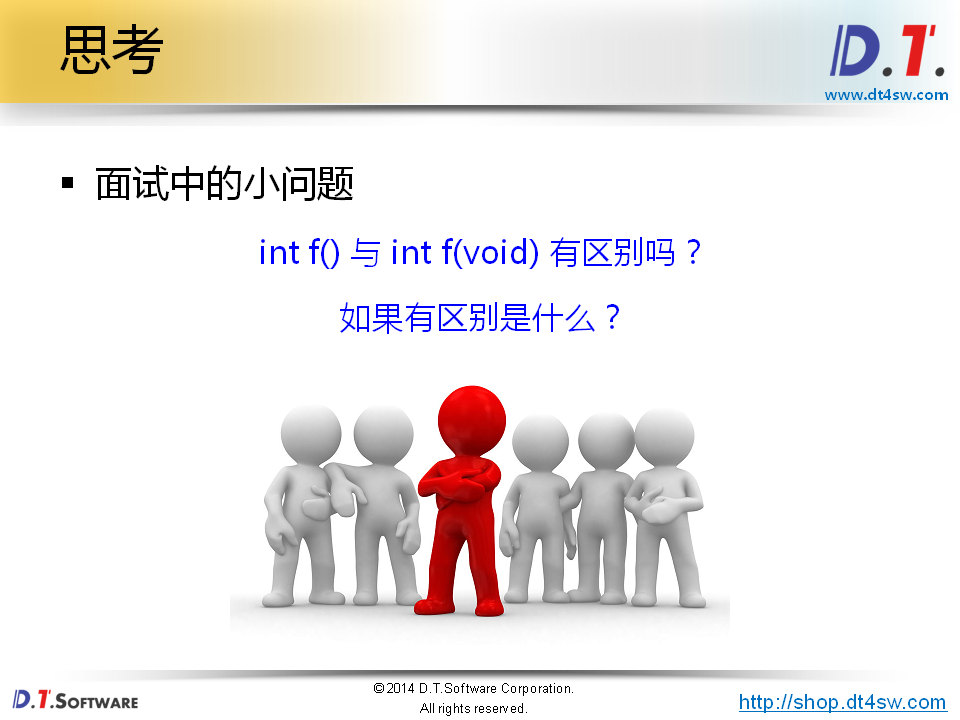 思考
D.T.
www.dt4sw.com
▪ 面试中的小问题
int f() 与 int f(void) 有区别吗？
如果有区别是什么？
D.T.SOFTWARE
©2014 D.T.Software Corporation.
All rights reserved.
http://shop.dt4sw.com